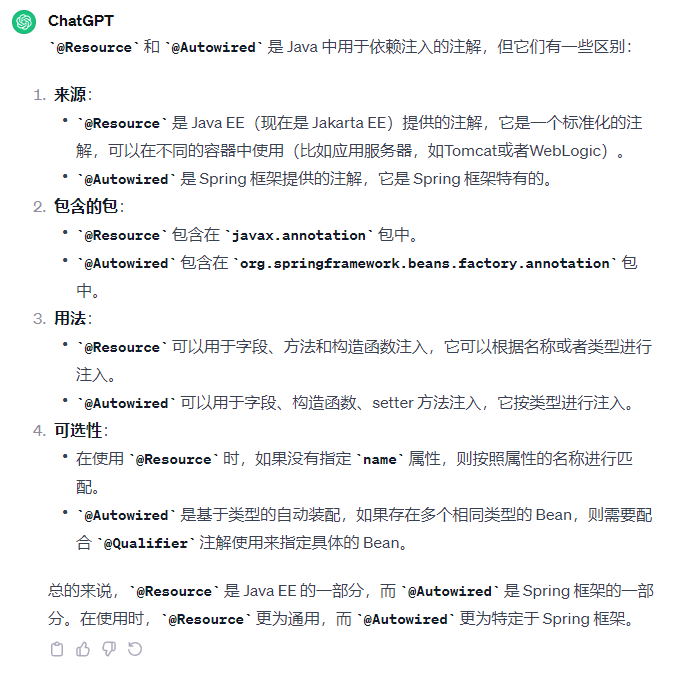 ChatGPT
`@Resource` 和 `@Autowired` 是 Java 中用于依赖注入的注解，但它们有一些区别：
1. 来源：
• `@Resource` 是 Java EE（现在是 Jakarta EE）提供的注解，它是一个标准化的注
解，可以在不同的容器中使用（比如应用服务器，如Tomcat或者WebLogic）。
• `@Autowired` 是 Spring 框架提供的注解，它是 Spring 框架特有的。
2. 包含的包：
• `@Resource` 包含在 `javax.annotation` 包中。
• `@Autowired` 包含在 `org.springframework.beans.factory.annotation` 包
中。
3. 用法：
• `@Resource` 可以用于字段、方法和构造函数注入，它可以根据名称或者类型进行
注入。
• `@Autowired` 可以用于字段、构造函数、setter 方法注入，它按类型进行注入。
4. 可选性：
• 在使用 `@Resource` 时，如果没有指定 `name` 属性，则按照属性的名称进行匹
配。
• `@Autowired` 是基于类型的自动装配，如果存在多个相同类型的 Bean，则需要配
合 `@Qualifier` 注解使用来指定具体的 Bean。
总的来说，`@Resource` 是 Java EE 的一部分，而 `@Autowired` 是 Spring 框架的一部
分。在使用时，`@Resource` 更为通用，而 `@Autowired` 更为特定于 Spring 框架。